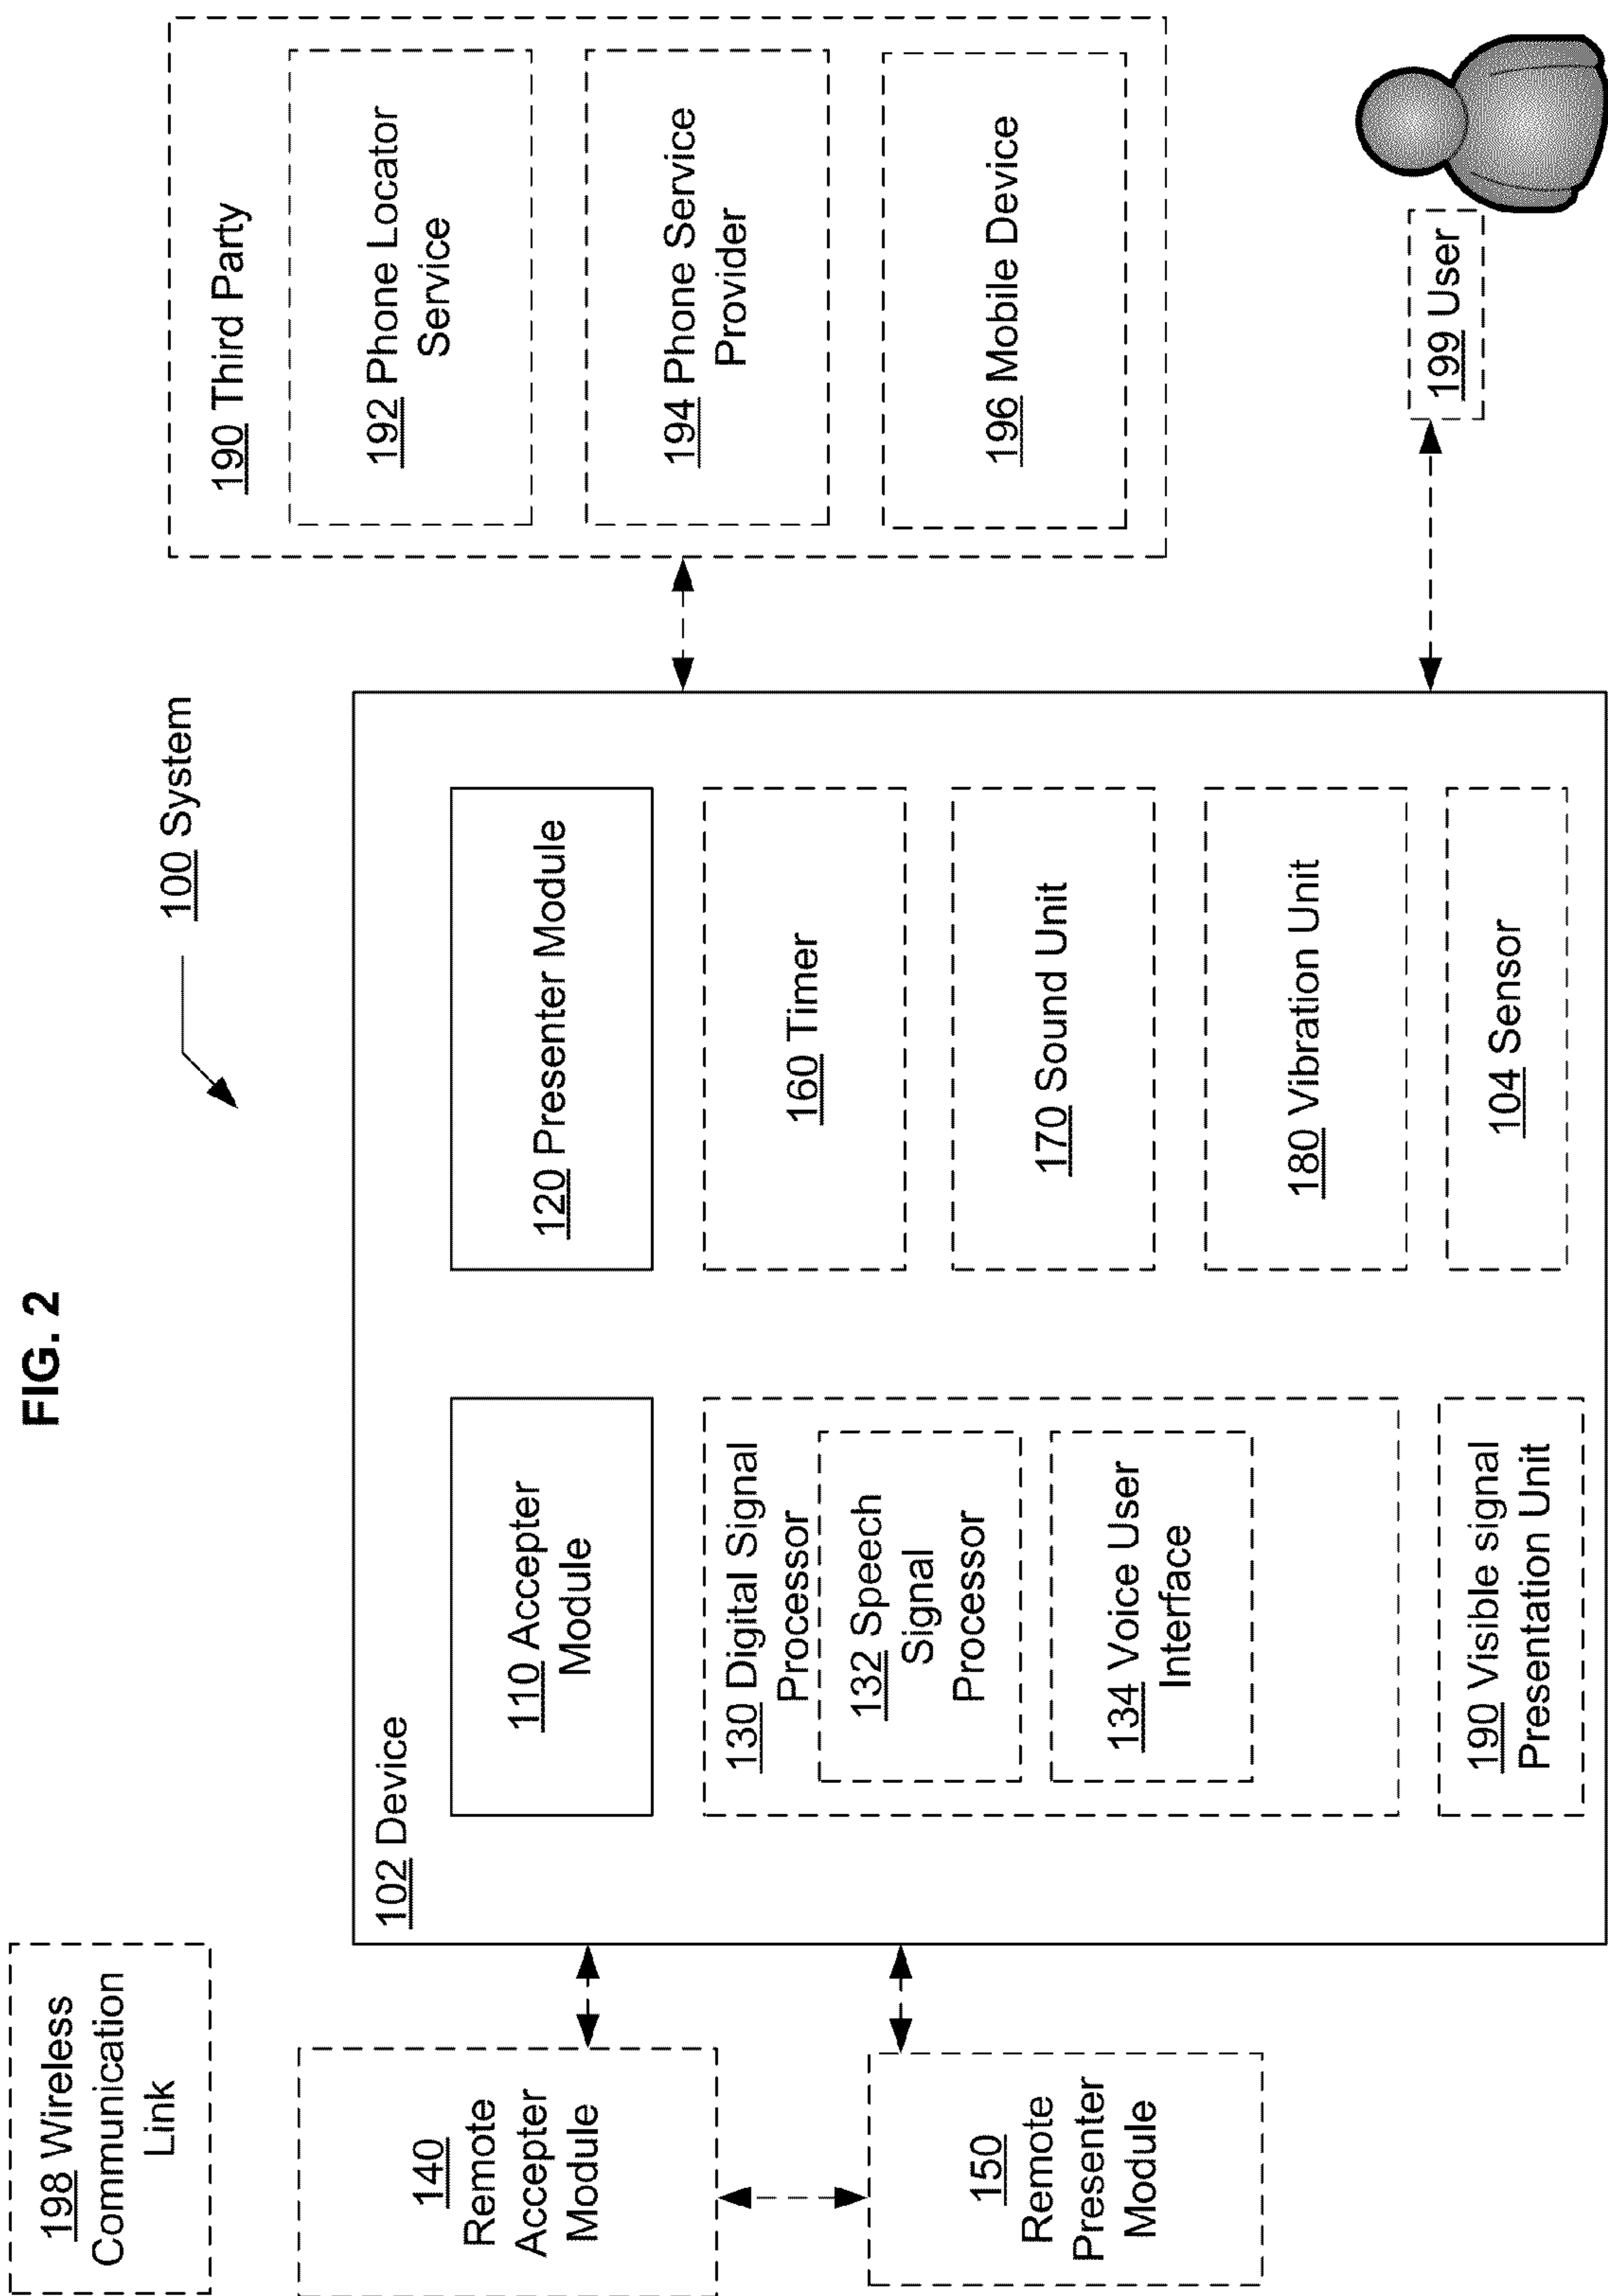 FIG. 2
100 System
198 Wireless
Communication
Link
140
Remote
Accepter
Module
150
Remote
Presenter
Module
102 Device
110 Accepter
Module
130 Digital Signal
Processor
132 Speech
Signal
Processor
134 Voice User
Interface
190 Visible signal
Presentation Unit
120 Presenter Module
160 Timer
170 Sound Unit
180 Vibration Unit
104 Sensor
190 Third Party
192 Phone Locator
Service
194 Phone Service
Provider
196 Mobile Device
199 User